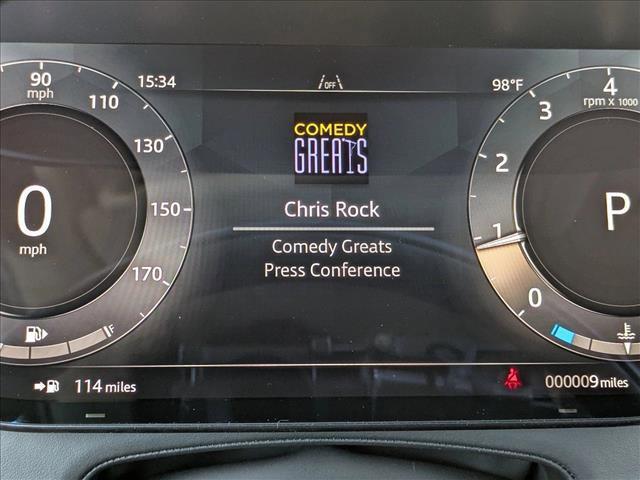 90
mph
110
130
150
170
0
mph
F
114 miles
15:34
OFF
98°F
COMEDY
GREATS
Chris Rock
Comedy Greats
Press Conference
4
rpm x 1000
3
2
1
0
P
000009 miles